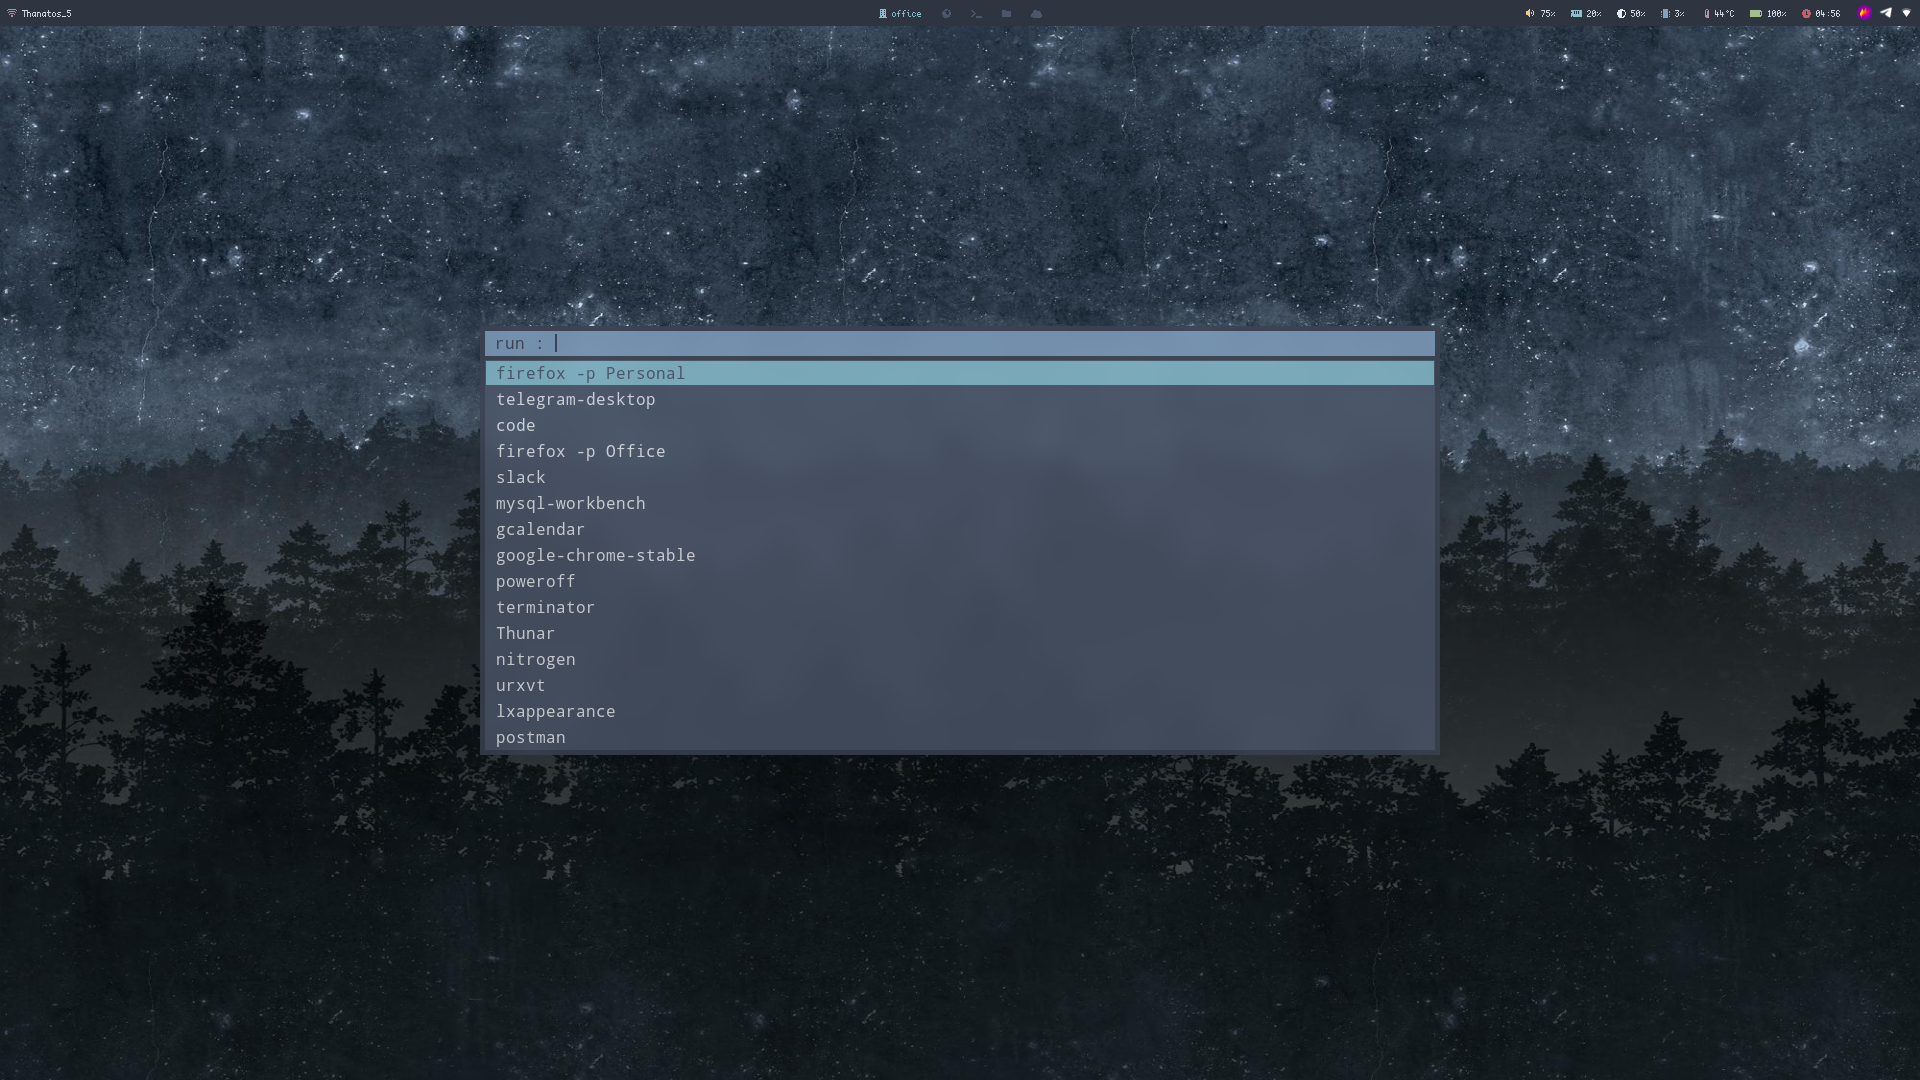 Thanatos_5 office 75% 20% 50% 3% 44°C 100% 04:56
run :
firefox -p Personal
telegram-desktop
code
firefox -p Office
slack
mysql-workbench
gcalendar
google-chrome-stable
poweroff
terminator
Thunar
nitrogen
urxvt
lxappearance
postman